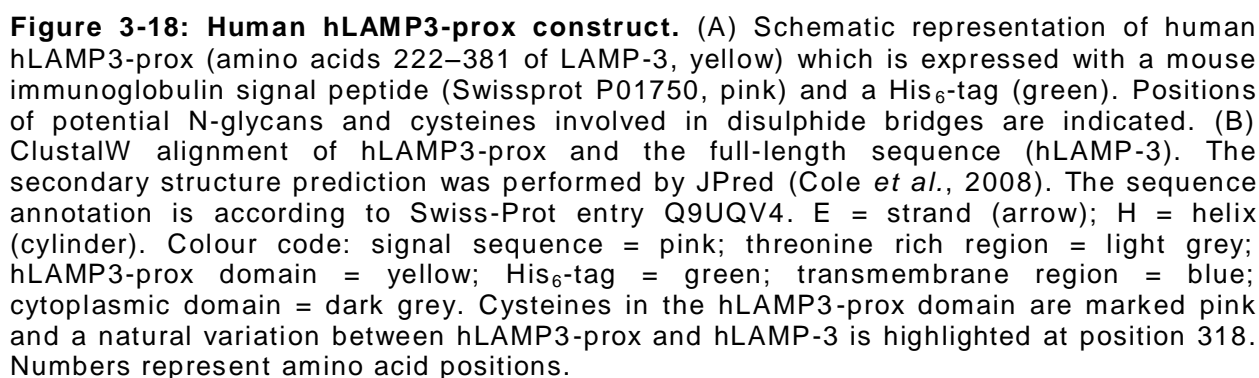 Figure 3-18: Human hLAMP3-prox construct. (A) Schematic representation of human
hLAMP3-prox (amino acids 222–381 of LAMP-3, yellow) which is expressed with a mouse
immunoglobulin signal peptide (Swissprot P01750, pink) and a His6-tag (green). Positions
of potential N-glycans and cysteines involved in disulphide bridges are indicated. (B)
ClustalW alignment of hLAMP3-prox and the full-length sequence (hLAMP-3). The
secondary structure prediction was performed by JPred (Cole et al., 2008). The sequence
annotation is according to Swiss-Prot entry Q9UQV4. E = strand (arrow); H = helix
(cylinder). Colour code: signal sequence = pink; threonine rich region = light grey;
hLAMP3-prox domain = yellow; His6-tag = green; transmembrane region = blue;
cytoplasmic domain = dark grey. Cysteines in the hLAMP3-prox domain are marked pink
and a natural variation between hLAMP3-prox and hLAMP-3 is highlighted at position 318.
Numbers represent amino acid positions.